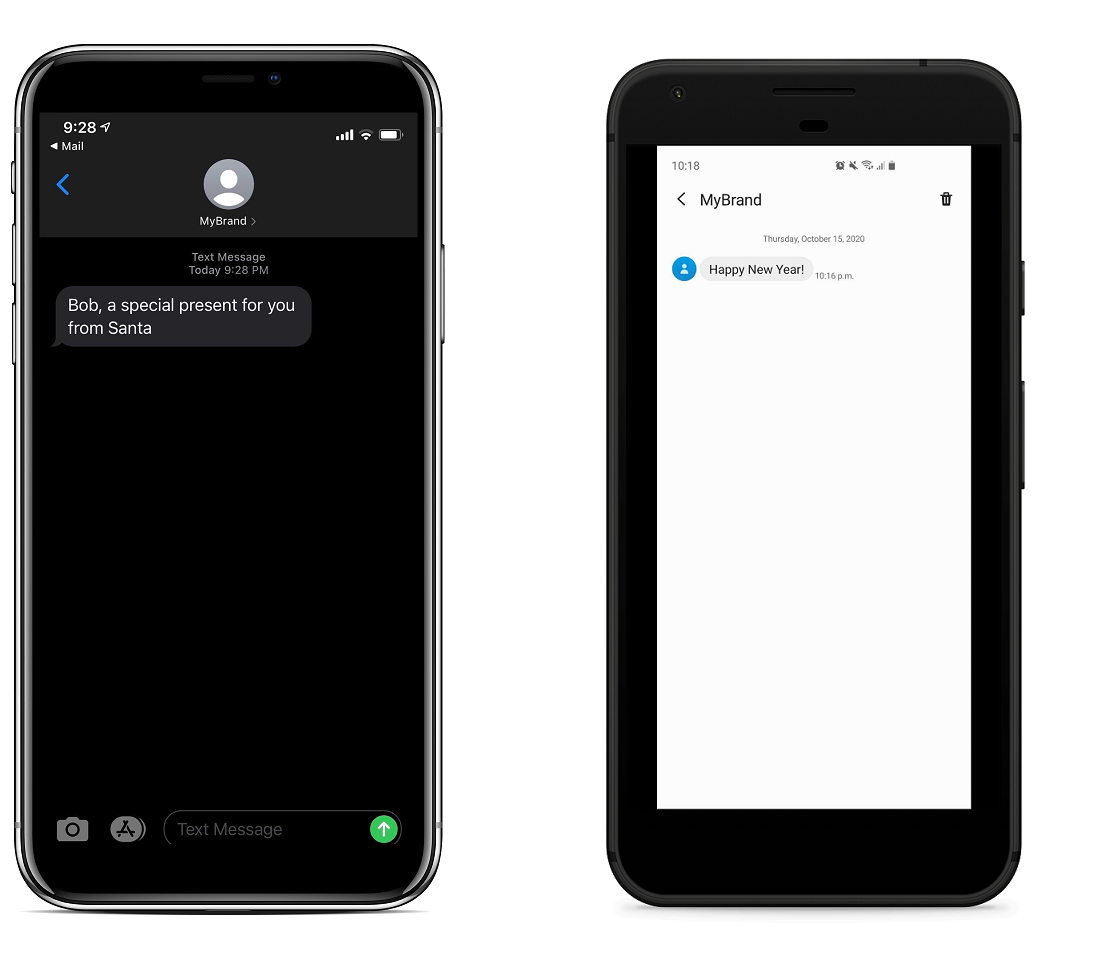 9:28
Mail
MyBrand
Text Message
Today 9:28 PM
Bob, a special present for you
from Santa
Text Message
10:18
MyBrand
Thursday, October 15, 2020
Happy New Year!
10:16 p.m.